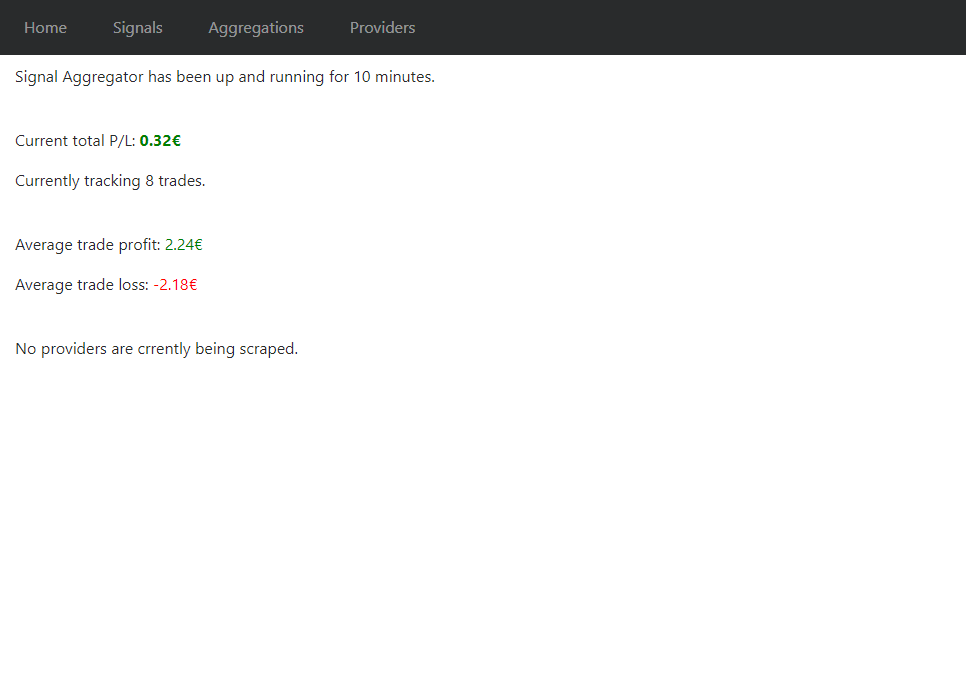 Home Signals Aggregations Providers
Signal Aggregator has been up and running for 10 minutes.
Current total P/L: 0.32€
Currently tracking 8 trades.
Average trade profit: 2.24€
Average trade loss: -2.18€
No providers are crrently being scraped.